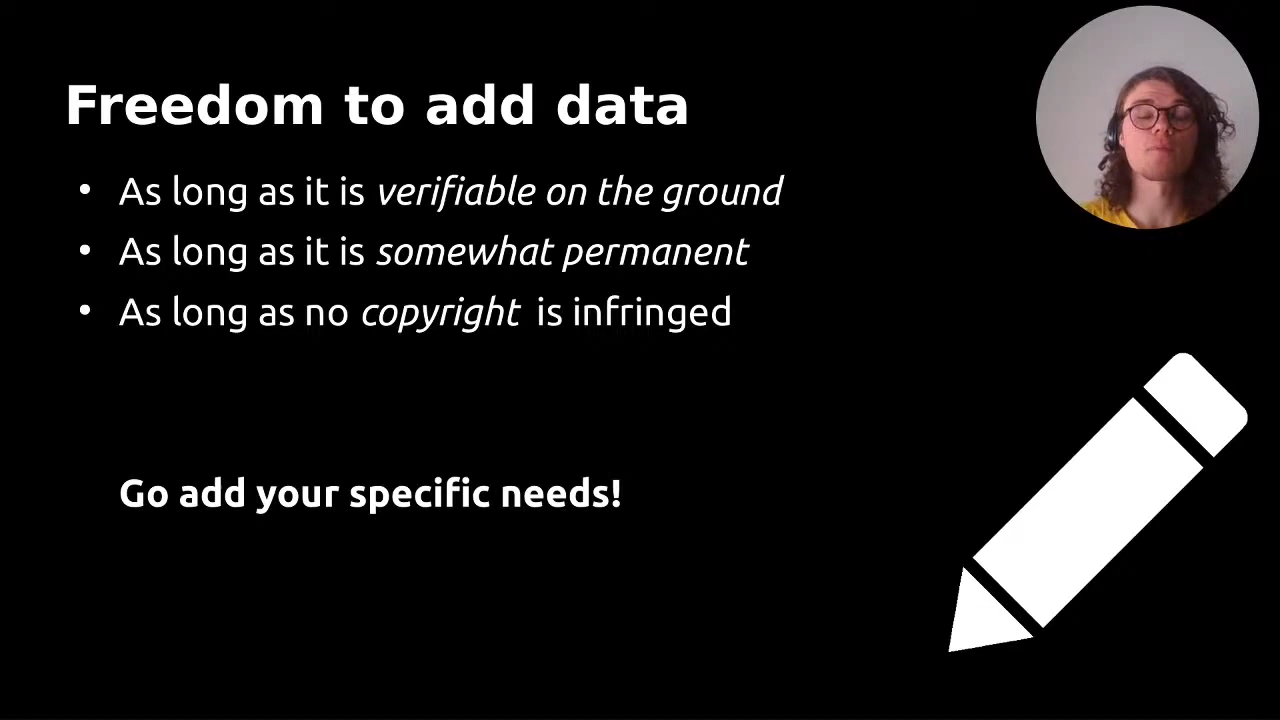 Freedom to add data
• As long as it is verifiable on the ground
• As long as it is somewhat permanent
• As long as no copyright is infringed
Go add your specific needs!